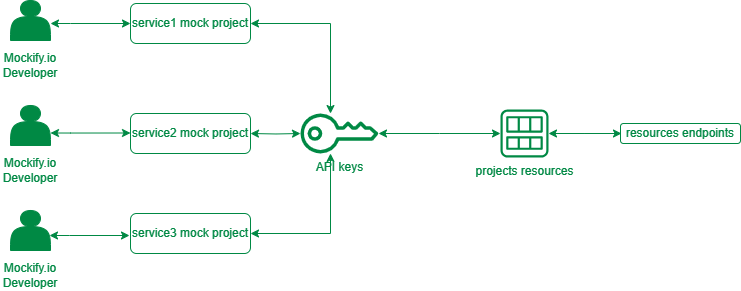 service1 mock project
Mockify.io
Developer
service2 mock project
resources endpoints
Mockify.io
Developer
API keys
projects resources
service3 mock project
Mockify.io
Developer